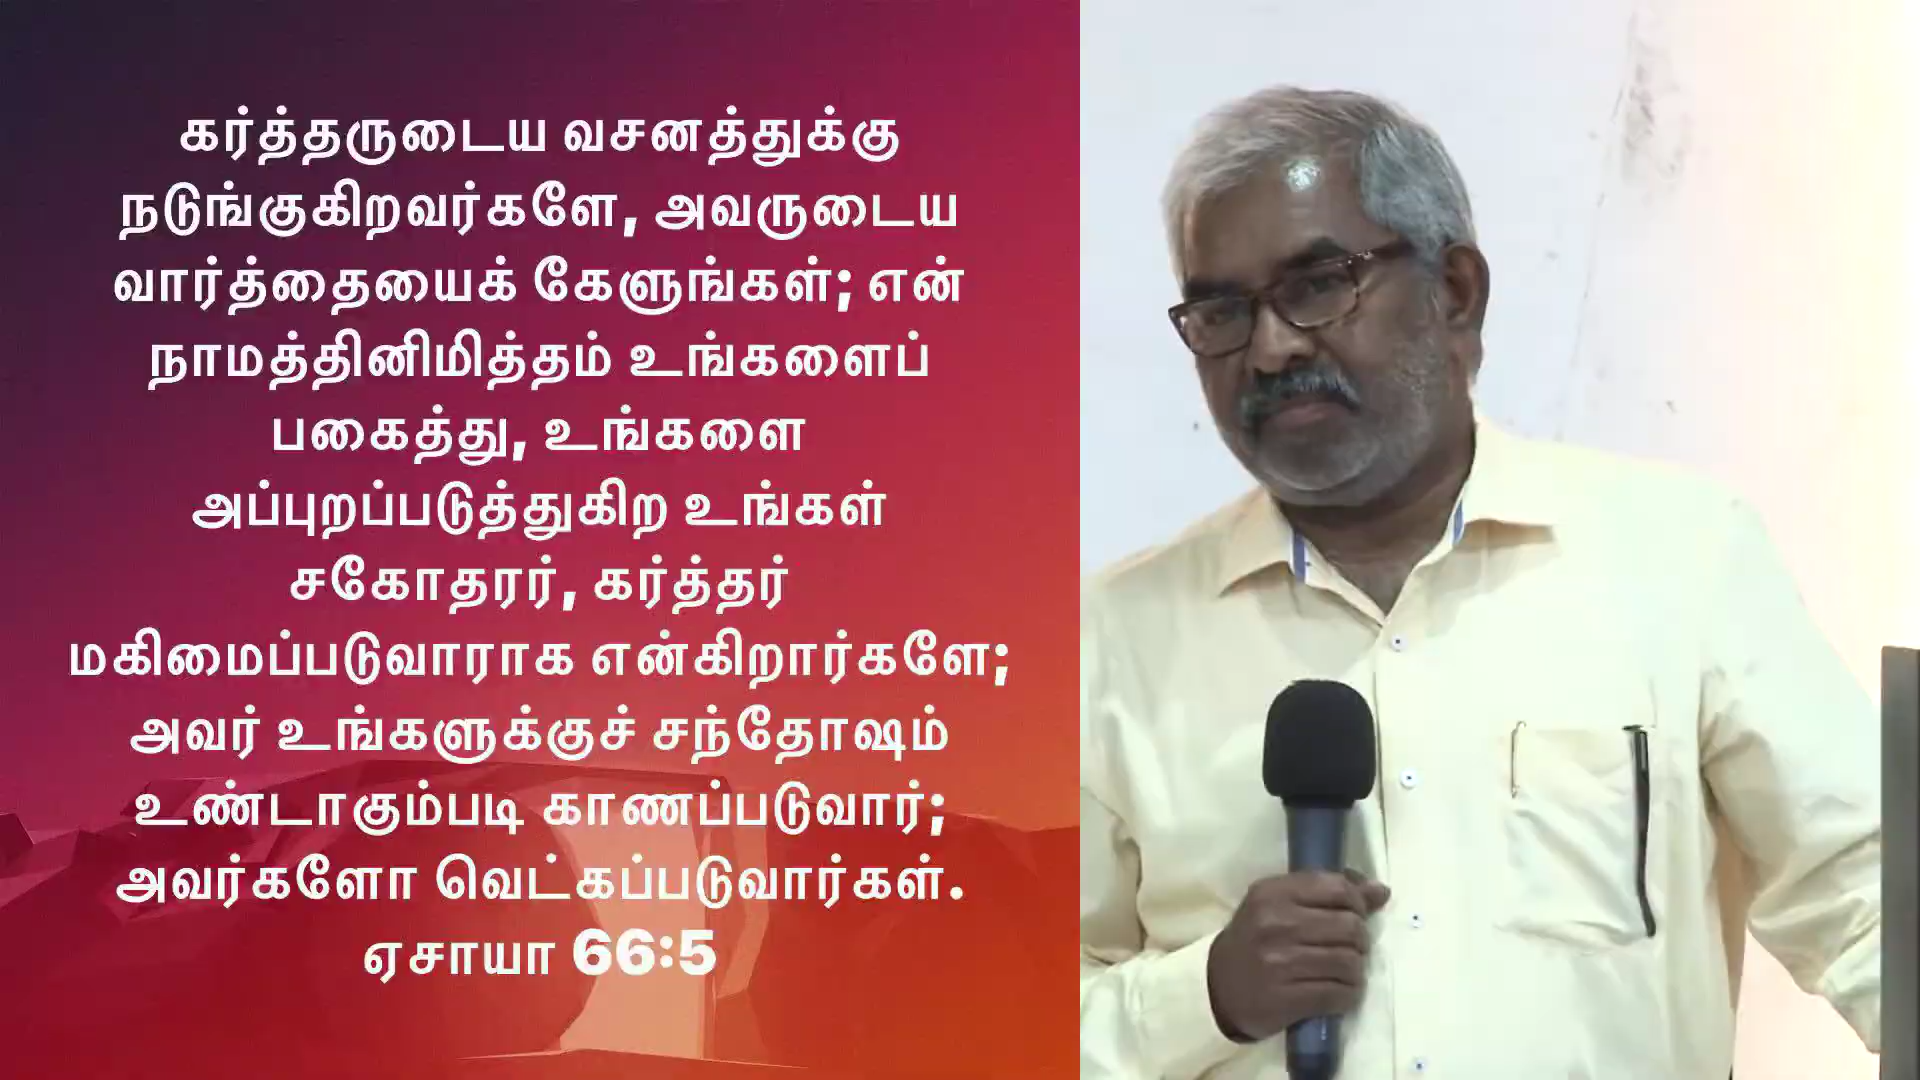 கர்த்தருடைய வசனத்துக்கு
நடுங்குகிறவர்களே, அவருடைய
வார்த்தையைக் கேளுங்கள்; என்
நாமத்தினிமித்தம் உங்களைப்
பகைத்து, உங்களை
அப்புறப்படுத்துகிற உங்கள்
சகோதரர், கர்த்தர்
மகிமைப்படுவாராக என்கிறார்களே;
அவர் உங்களுக்குச் சந்தோஷம்
உண்டாகும்படி காணப்படுவார்;
அவர்களோ வெட்கப்படுவார்கள்.
ஏசாயா 66:5